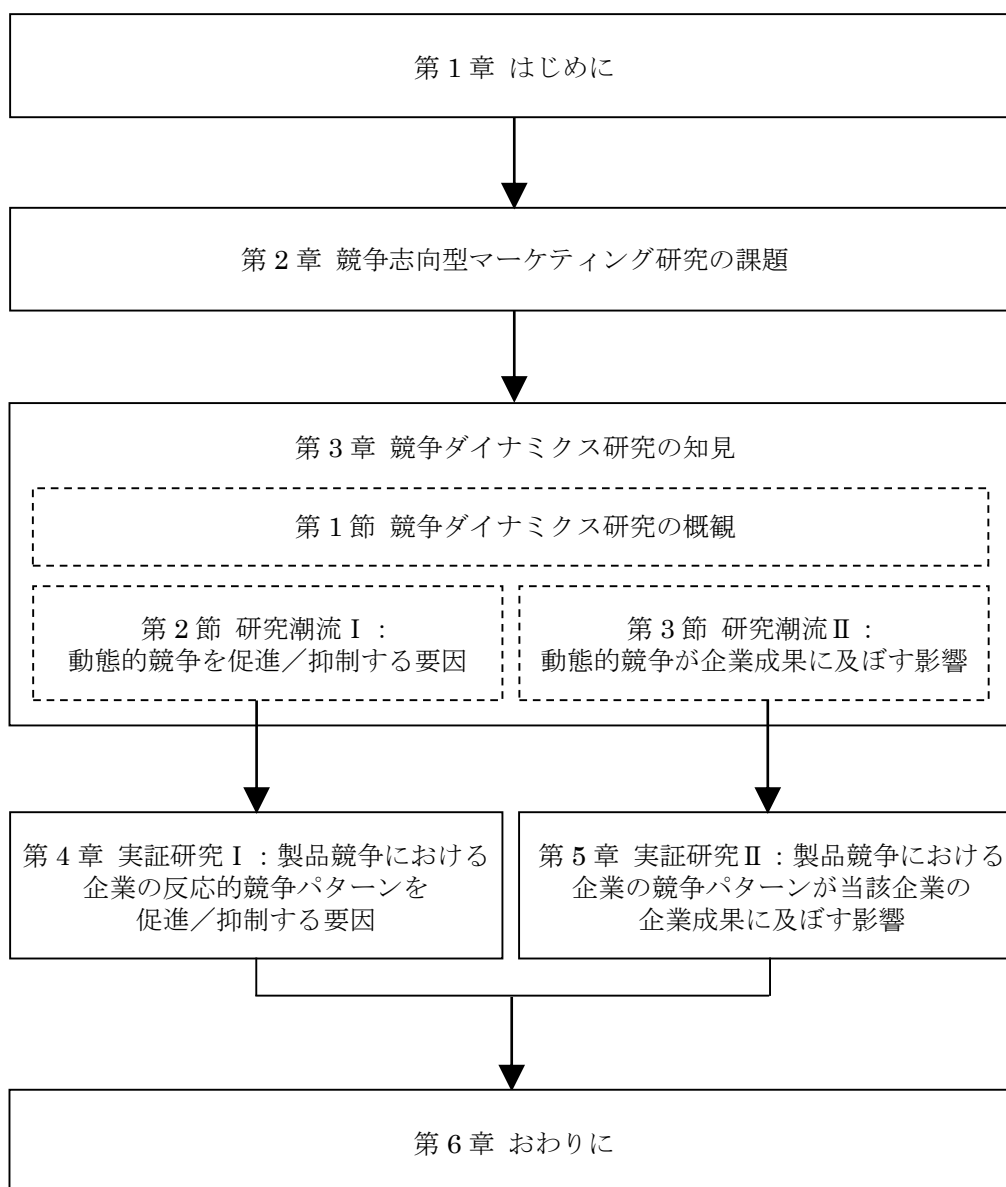 第1章 はじめに
第2章 競争志向型マーケティング研究の課題
第3章 競争ダイナミクス研究の知見
第1節 競争ダイナミクス研究の概観
第2節 研究潮流Ⅰ：
動態的競争を促進／抑制する要因
第3節 研究潮流Ⅱ：
動態的競争が企業成果に及ぼす影響
第4章 実証研究Ⅰ：製品競争における
企業の反応的競争パターンを
促進／抑制する要因
第5章 実証研究Ⅱ：製品競争における
企業の競争パターンが当該企業の
企業成果に及ぼす影響
第6章 おわりに